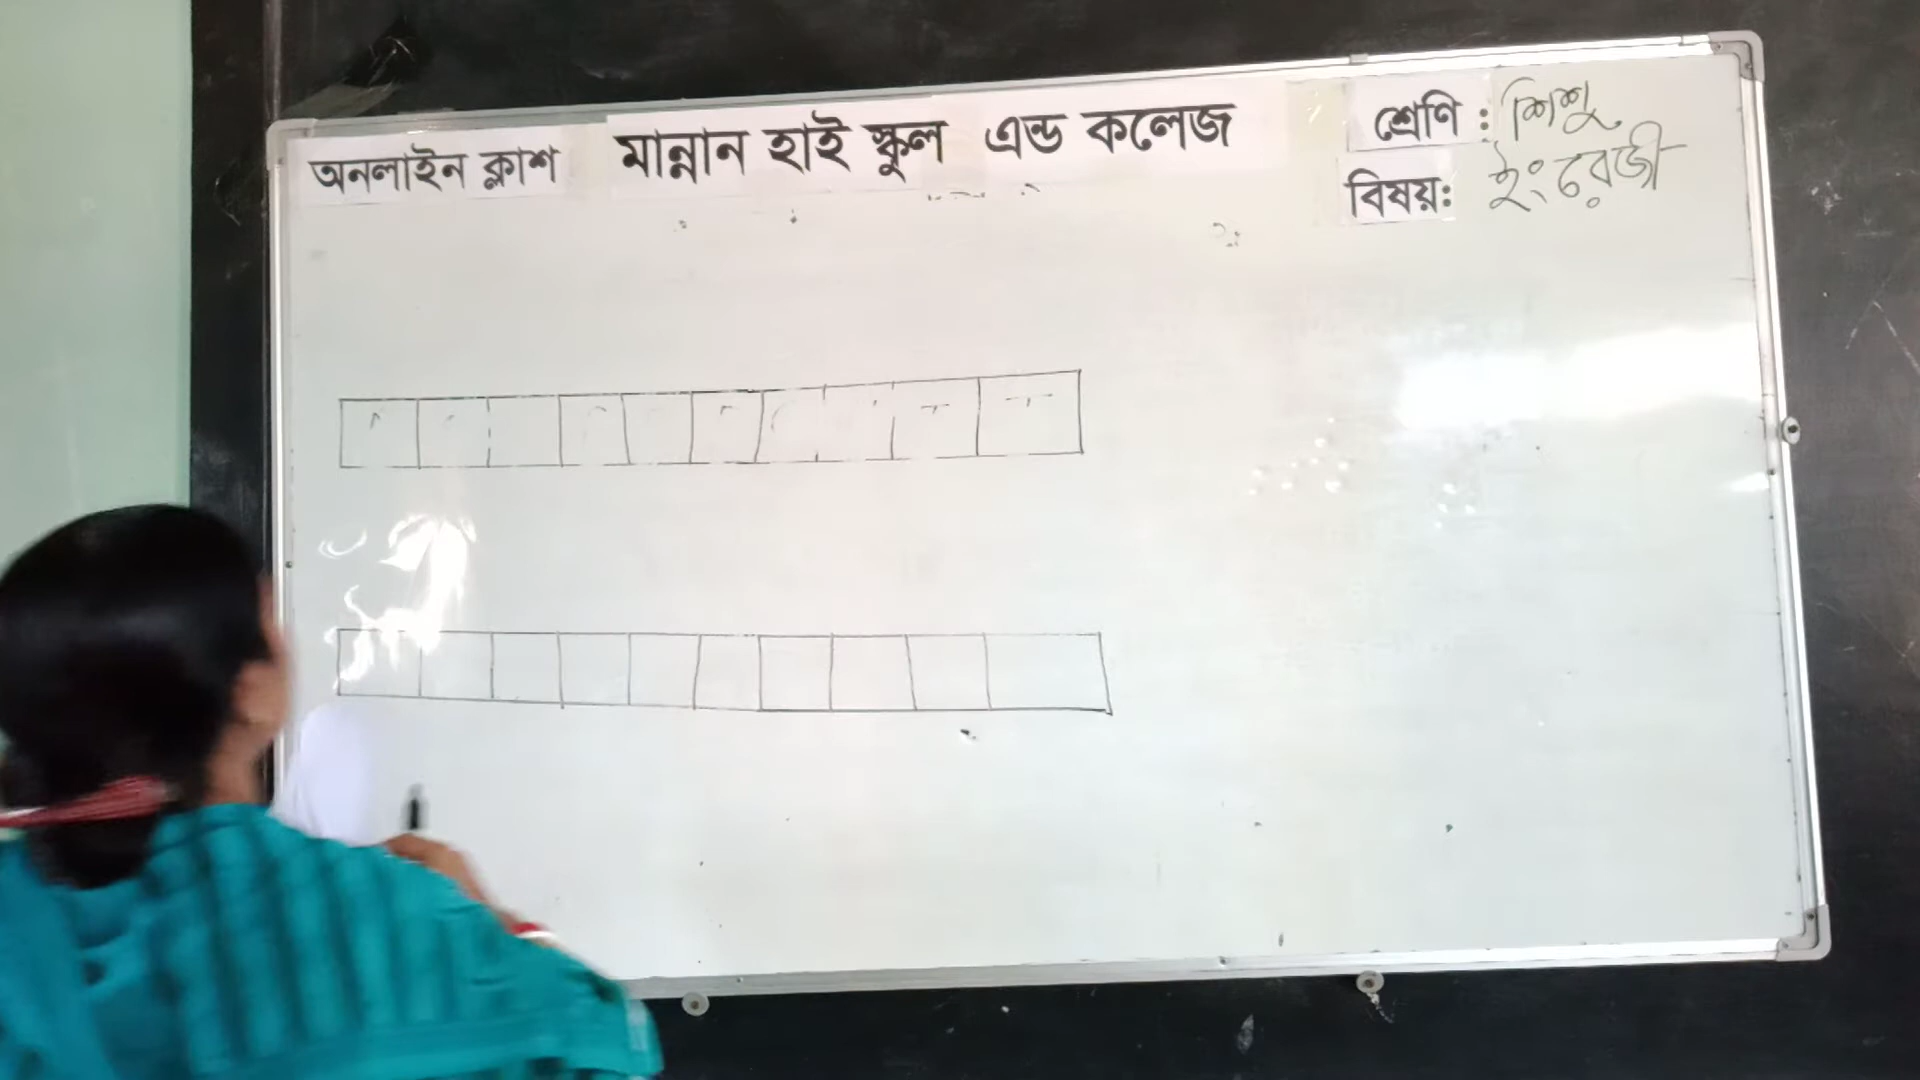 অনলাইন ক্লাশ মান্নান হাই স্কুল এন্ড কলেজ
শ্রেণি : শিশু
বিষয়: ইংরেজী